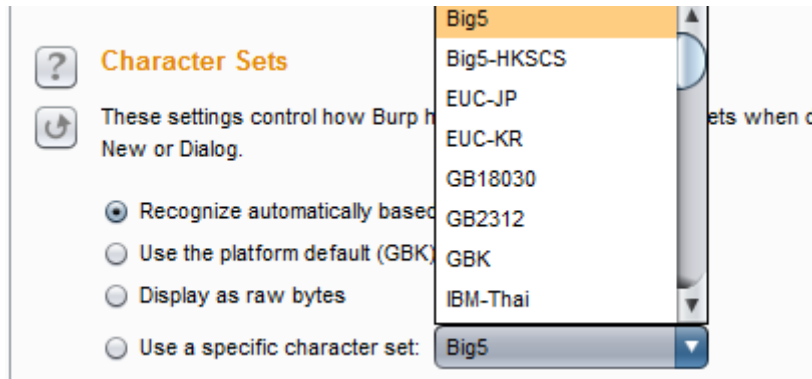 Big5
?
Character Sets
Big5-HKSCS
EUC-JP
These settings control how Burp h
ets when
New or Dialog.
EUC-KR
GB18030
Recognize automatically based
GB2312
Use the platform default (GBK)
GBK
Display as raw bytes
IBM-Thai
Use a specific character set:
Big5